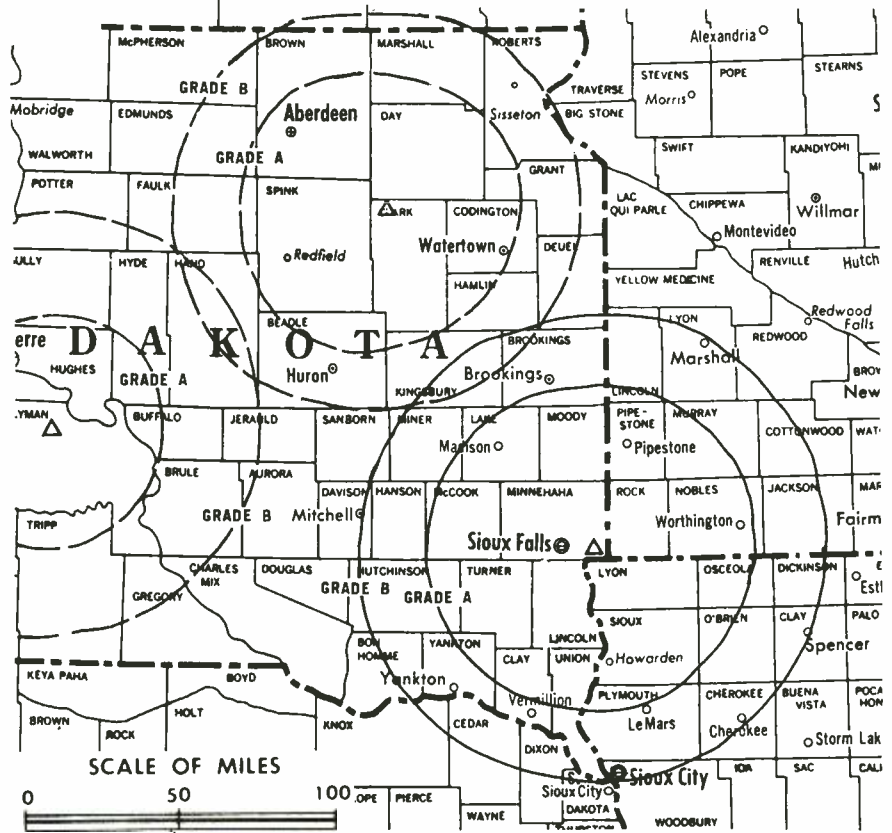 McPHERSON
BROWN
MARSHALL
ROBERTS
Alexandria
STEVENS
POPE
STEARNS
GRADE B
TRAVERSE
Morris
Mobridge
EDMUNDS
Aberdeen
DAY
Sisseton
BIG STONE
WALWORTH
GRADE A
SWIFT
KANDIYOHI
POTTER
FAULK
SPINK
GRANT
LAC
QUI PARLE
CHIPPEWA
Willmar
CODINGTON
Montevideo
Redfield
Watertown
DEUEL
RENVILLE
Hutch
HYDE
HAND
HAMLIN
YELLOW MEDICINE
BEADLE
LYON
REDWOOD
Redwood
Falls
DAKOTA
BROOKINGS
Marshall
HUGHES
GRADE A
Huron
Brookings
KINGSBURY
LINCOLN
New
BUFFALO
JERAULD
SANBORN
MINER
LAKE
MOODY
PIPE-
STONE
MURRAY
COTTONWOOD
Madison
Pipestone
BRULE
AURORA
DAVISON
HANSON
McCOOK
MINNEHAHA
ROCK
NOBLES
JACKSON
TRIPP
GRADE B
Mitchell
Worthington
Fairm
Sioux Falls
CHARLES
MIX
DOUGLAS
HUTCHINSON
TURNER
LYON
OSCEOLA
DICKINSON
GREGORY
GRADE B
GRADE A
SIOUX
O'BRIEN
CLAY
PALO
Spencer
LINCOLN
BON
HOMME
YANKTON
CLAY
UNION
Howarden
KEYA PAHA
BOYD
Yankton
Vermillion
PLYMOUTH
CHEROKEE
BUENA
VISTA
LeMars
Cherokee
BROWN
ROCK
HOLT
KNOX
CEDAR
DIXON
Storm Lak
SCALE OF MILES
0 50 100
PIERCE
WAYNE
Sioux City
Sioux City
DAKOTA
THURSTON
IDA
SAC
WOODBURY